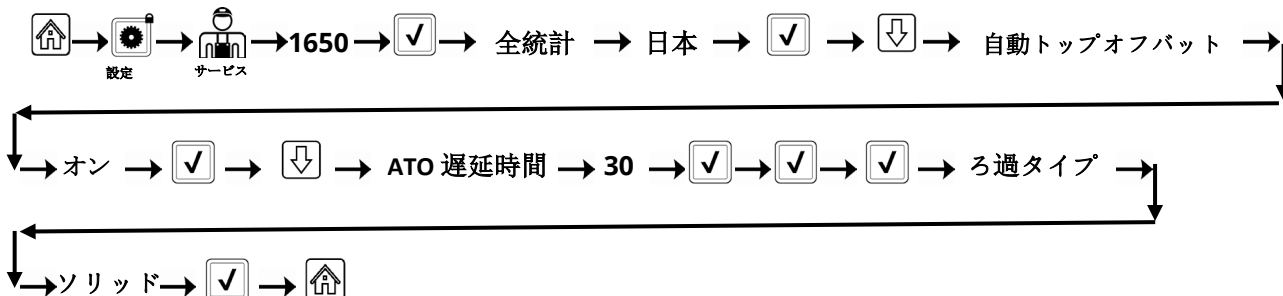 1650 全統計 日本 自動トップオフバット
設定 サービス
オン ATO 遅延時間 30 ろ過タイプ
ソリッド